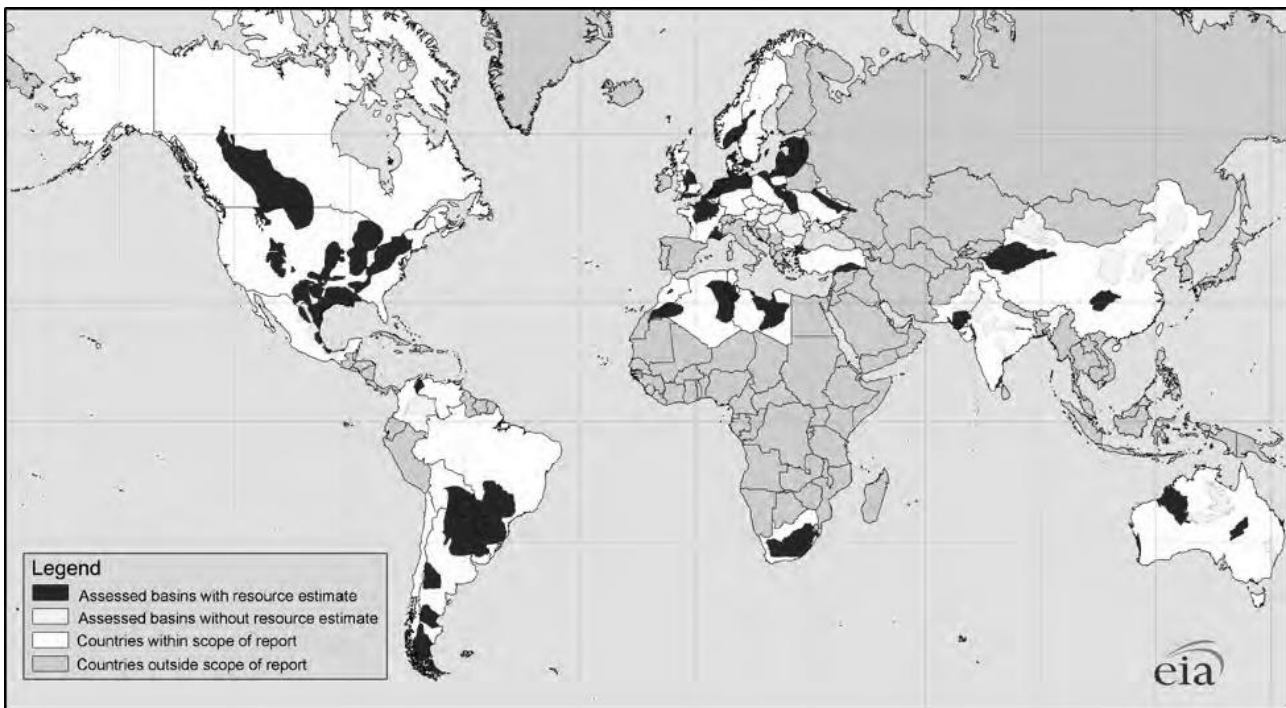 Legend
Assessed basins with resource estimate
Assessed basins without resource estimate
Countries within scope of report
Countries outside scope of report
eia